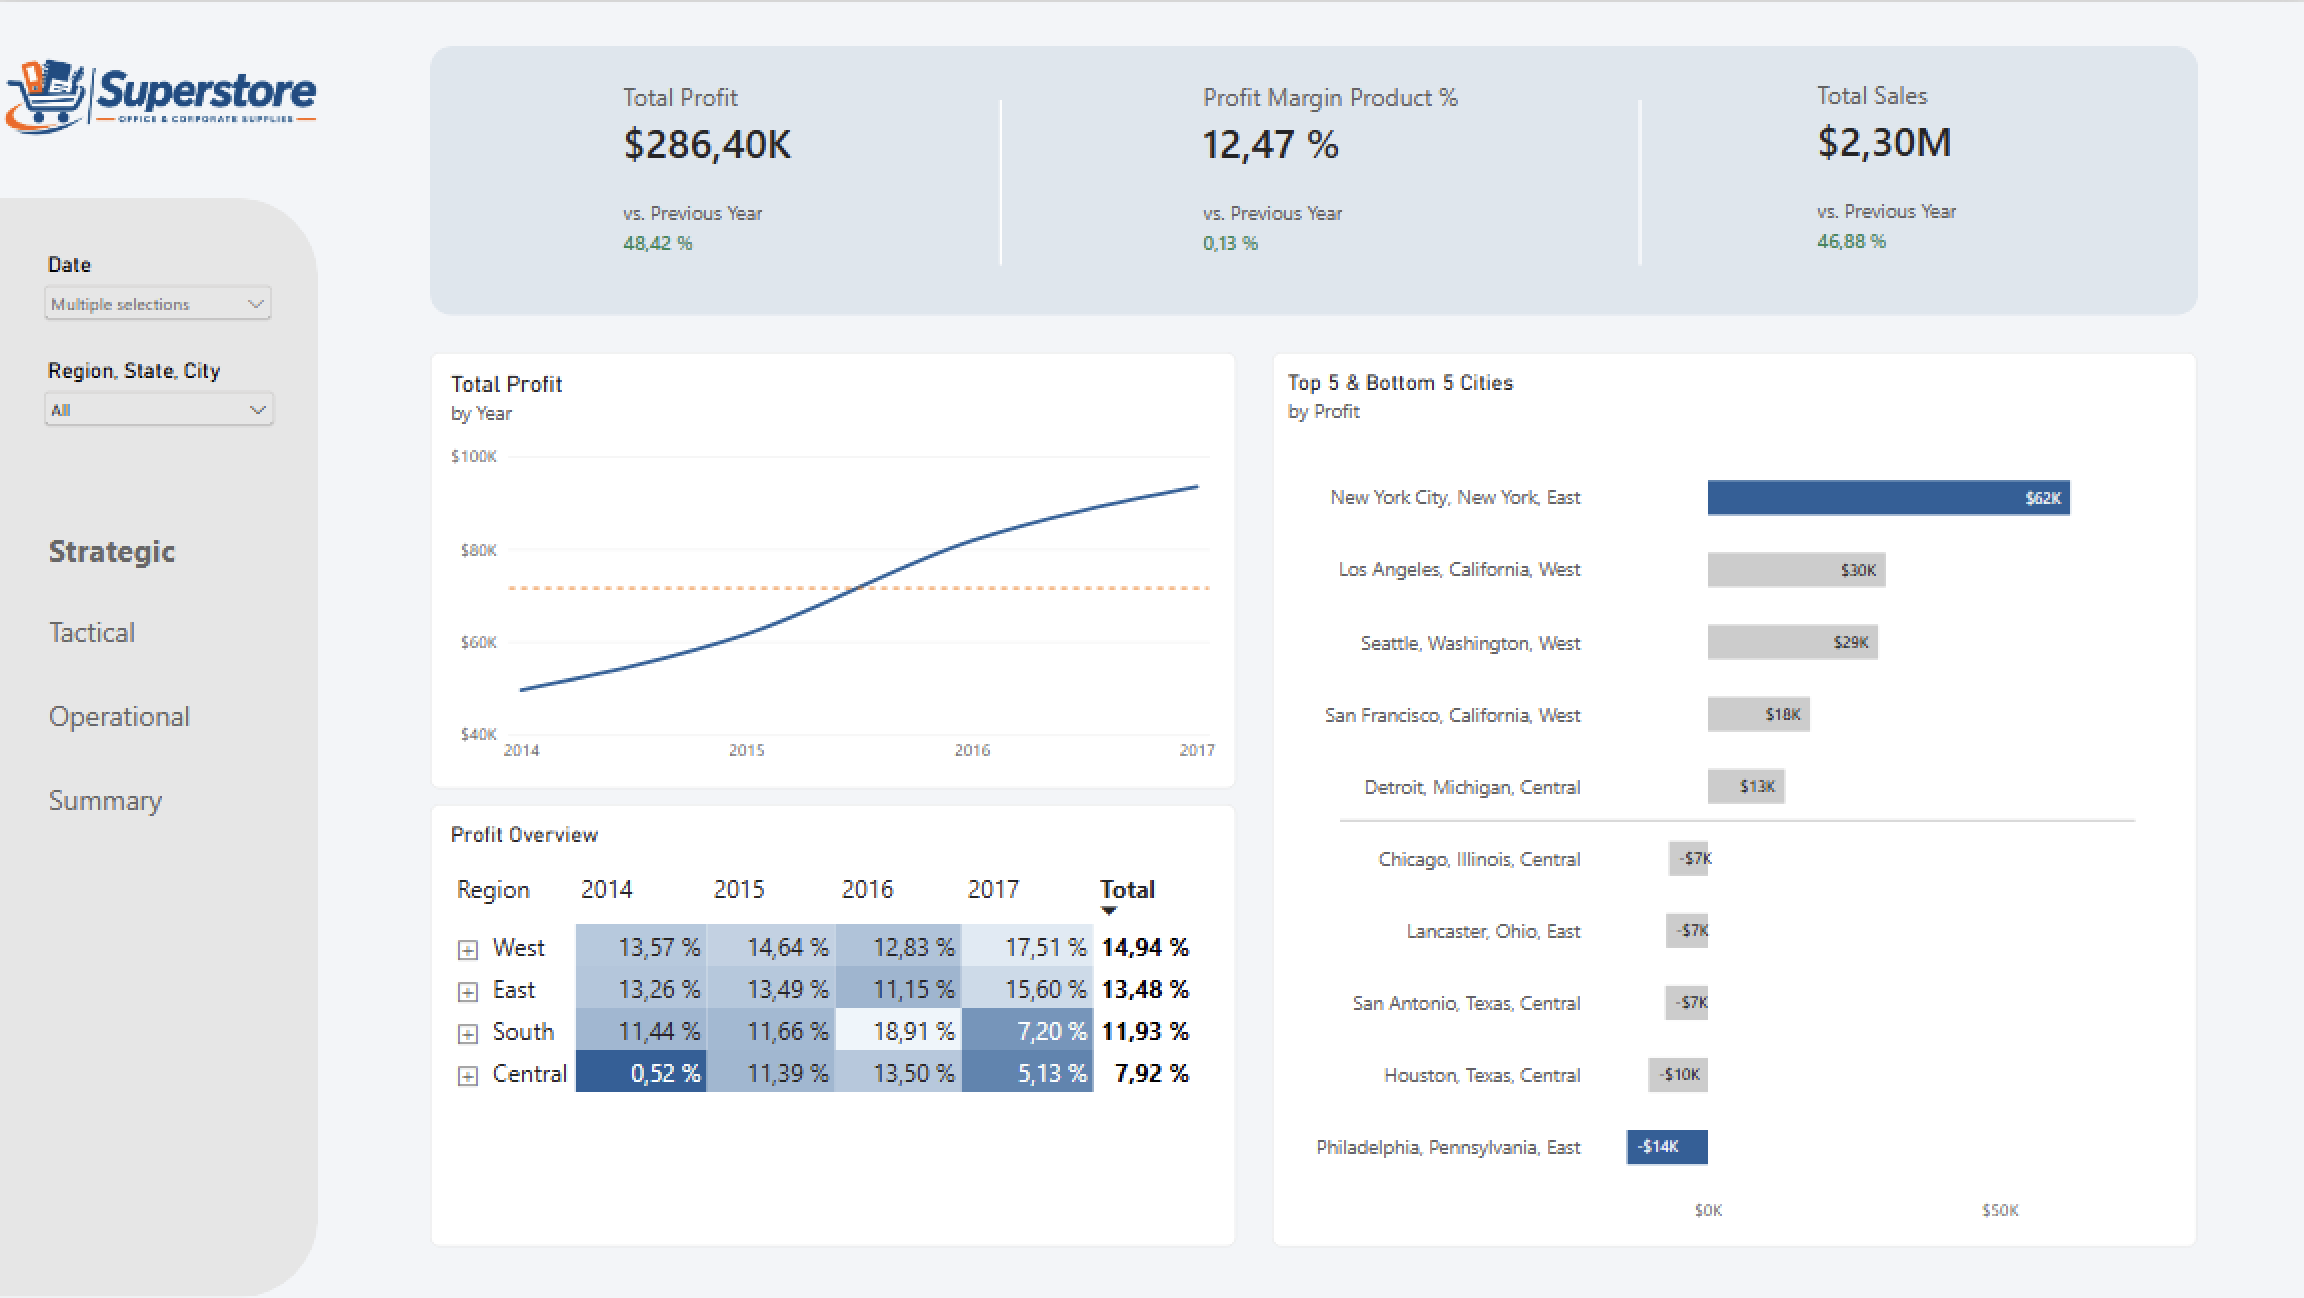 Superstore
OFFICE & CORPORATE SUPPLIES
Date
Multiple selections
Region, State, City
All
Strategic
Tactical
Operational
Summary
Total Profit
$286,40K
vs. Previous Year
48,42 %
Profit Margin Product %
12,47 %
vs. Previous Year
0,13 %
Total Sales
$2,30M
vs. Previous Year
46,88 %
Total Profit
by Year
$100K
$80K
$60K
$40K
2014 2015 2016 2017
Profit Overview
Region 2014 2015 2016 2017 Total
West 13,57 % 14,64 % 12,83 % 17,51 % 14,94 %
East 13,26 % 13,49 % 11,15 % 15,60 % 13,48 %
South 11,44 % 11,66 % 18,91 % 7,20 % 11,93 %
Central 0,52 % 11,39 % 13,50 % 5,13 % 7,92 %
Top 5 & Bottom 5 Cities
by Profit
New York City, New York, East $62K
Los Angeles, California, West $30K
Seattle, Washington, West $29K
San Francisco, California, West $18K
Detroit, Michigan, Central $13K
Chicago, Illinois, Central -$7K
Lancaster, Ohio, East -$7K
San Antonio, Texas, Central -$7K
Houston, Texas, Central -$10K
Philadelphia, Pennsylvania, East -$14K
$0K $50K